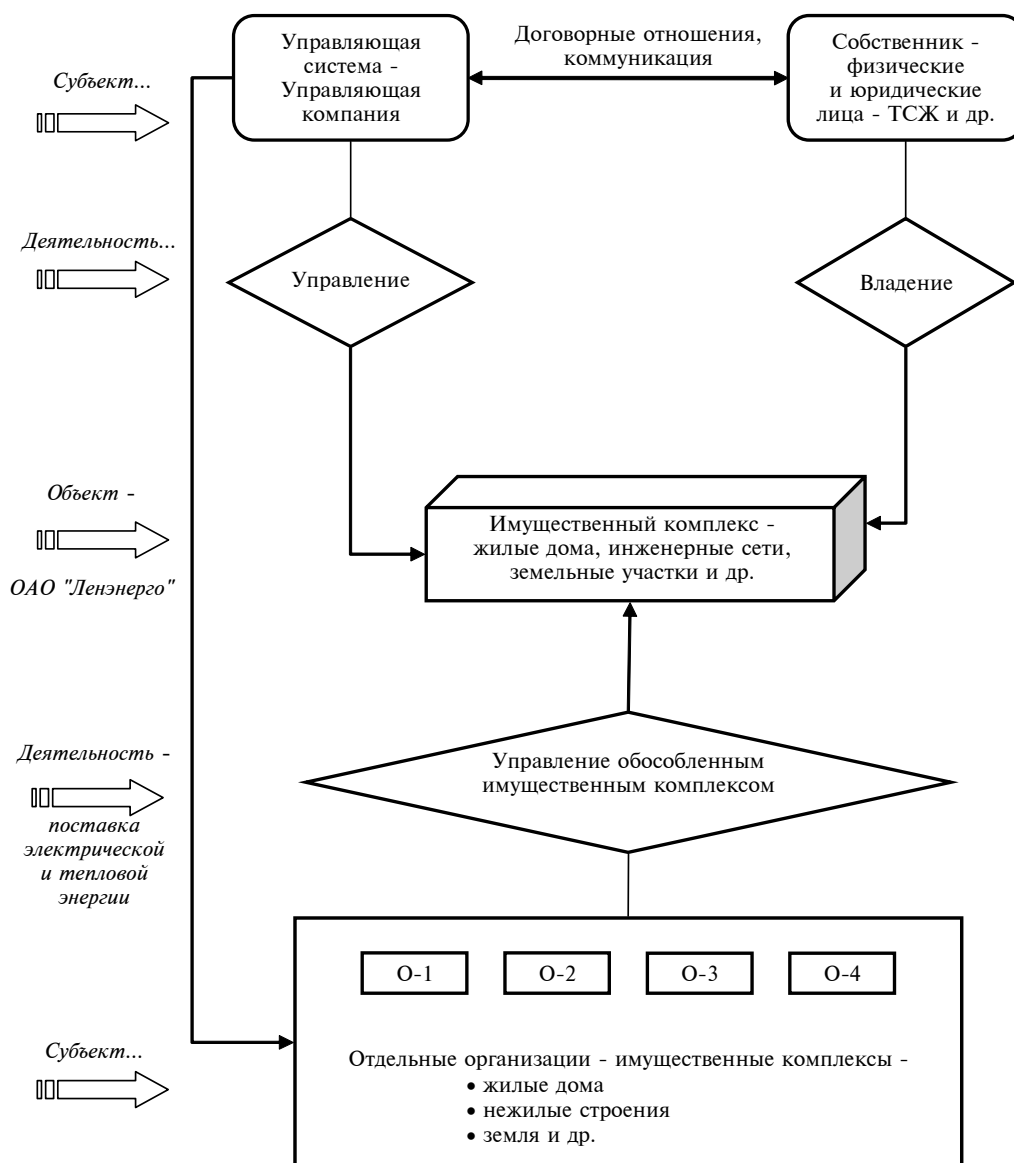 Управляющая
система -
Управляющая
компания
Договорные отношения,
коммуникация
Собственник -
физические
и юридические
лица - ТСЖ и др.
Субъект...
Деятельность...
Управление
Владение
Объект -
ОАО "Ленэнерго"
Имущественный комплекс -
жилые дома, инженерные сети,
земельные участки и др.
Деятельность -
поставка
электрической
и тепловой
энергии
Управление обособленным
имущественным комплексом
О-1 О-2 О-3 О-4
Субъект...
Отдельные организации - имущественные комплексы -
• жилые дома
• нежилые строения
• земля и др.